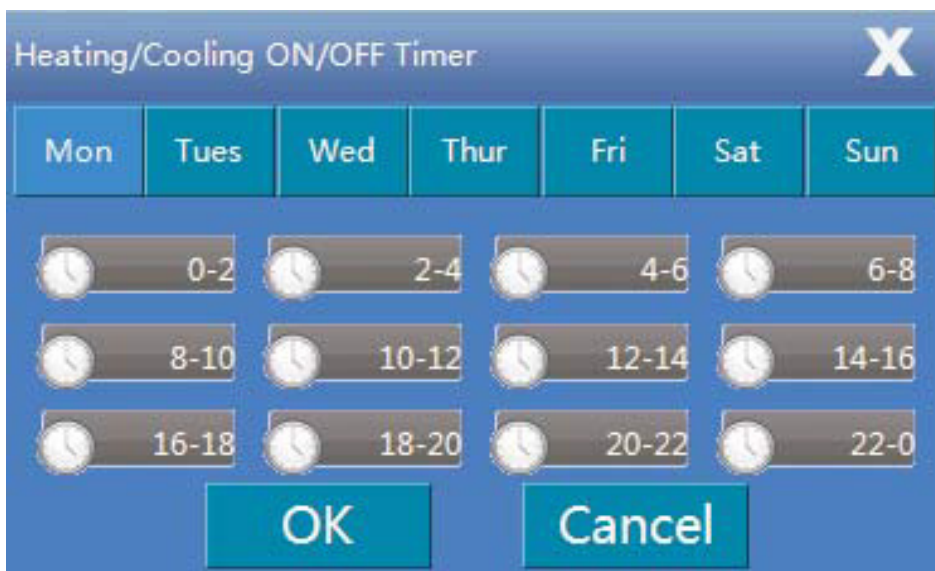 Heating/Cooling ON/OFF Timer X
Mon Tues Wed Thur Fri Sat Sun
0-2 2-4 4-6 6-8
8-10 10-12 12-14 14-16
16-18 18-20 20-22 22-0
OK Cancel